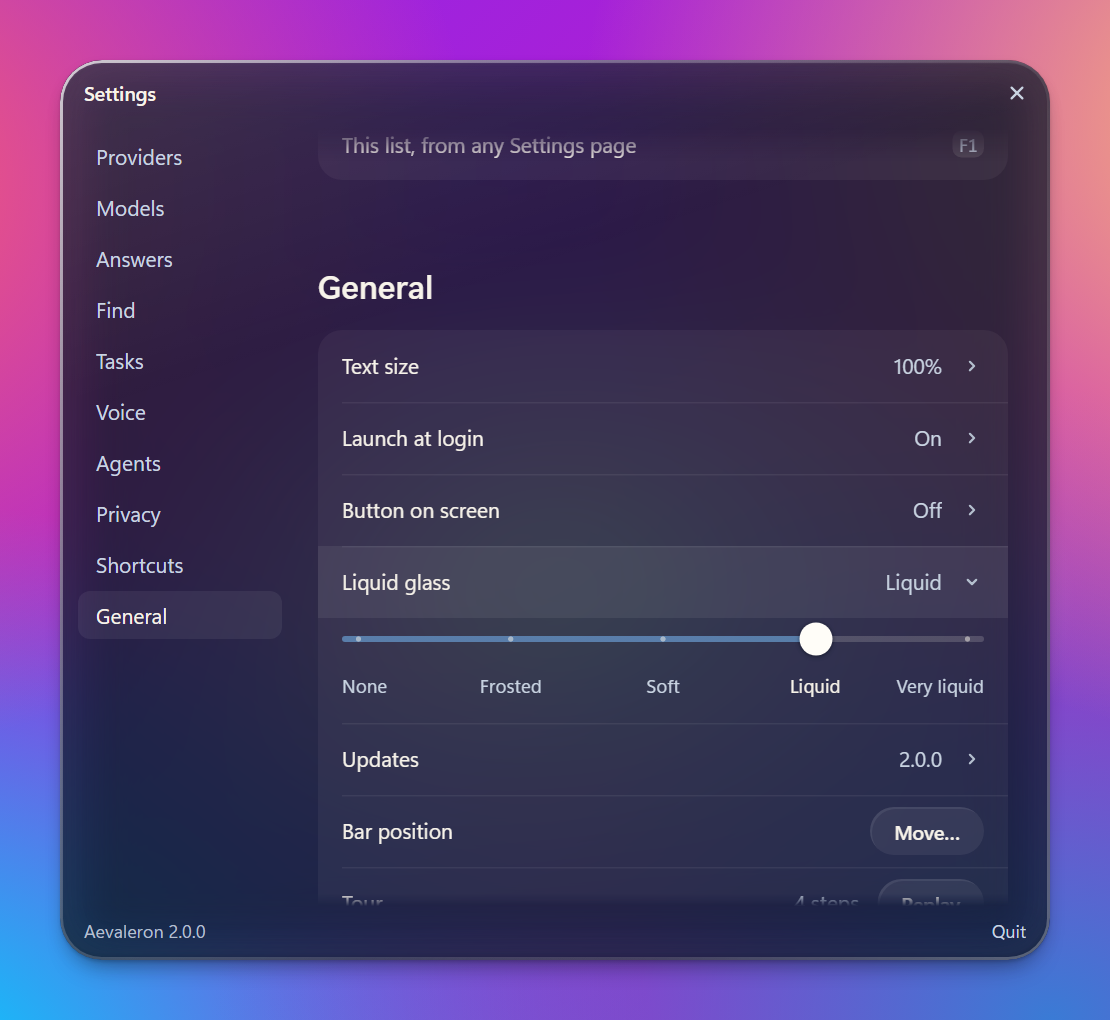 Settings
Providers
Models
Answers
Find
Tasks
Voice
Agents
Privacy
Shortcuts
General
This list, from any Settings page F1
General
Text size 100%
Launch at login On
Button on screen Off
Liquid glass Liquid
None Frosted Soft Liquid Very liquid
Updates 2.0.0
Bar position Move...
Tour 4 steps Replay
Aevaleron 2.0.0 Quit